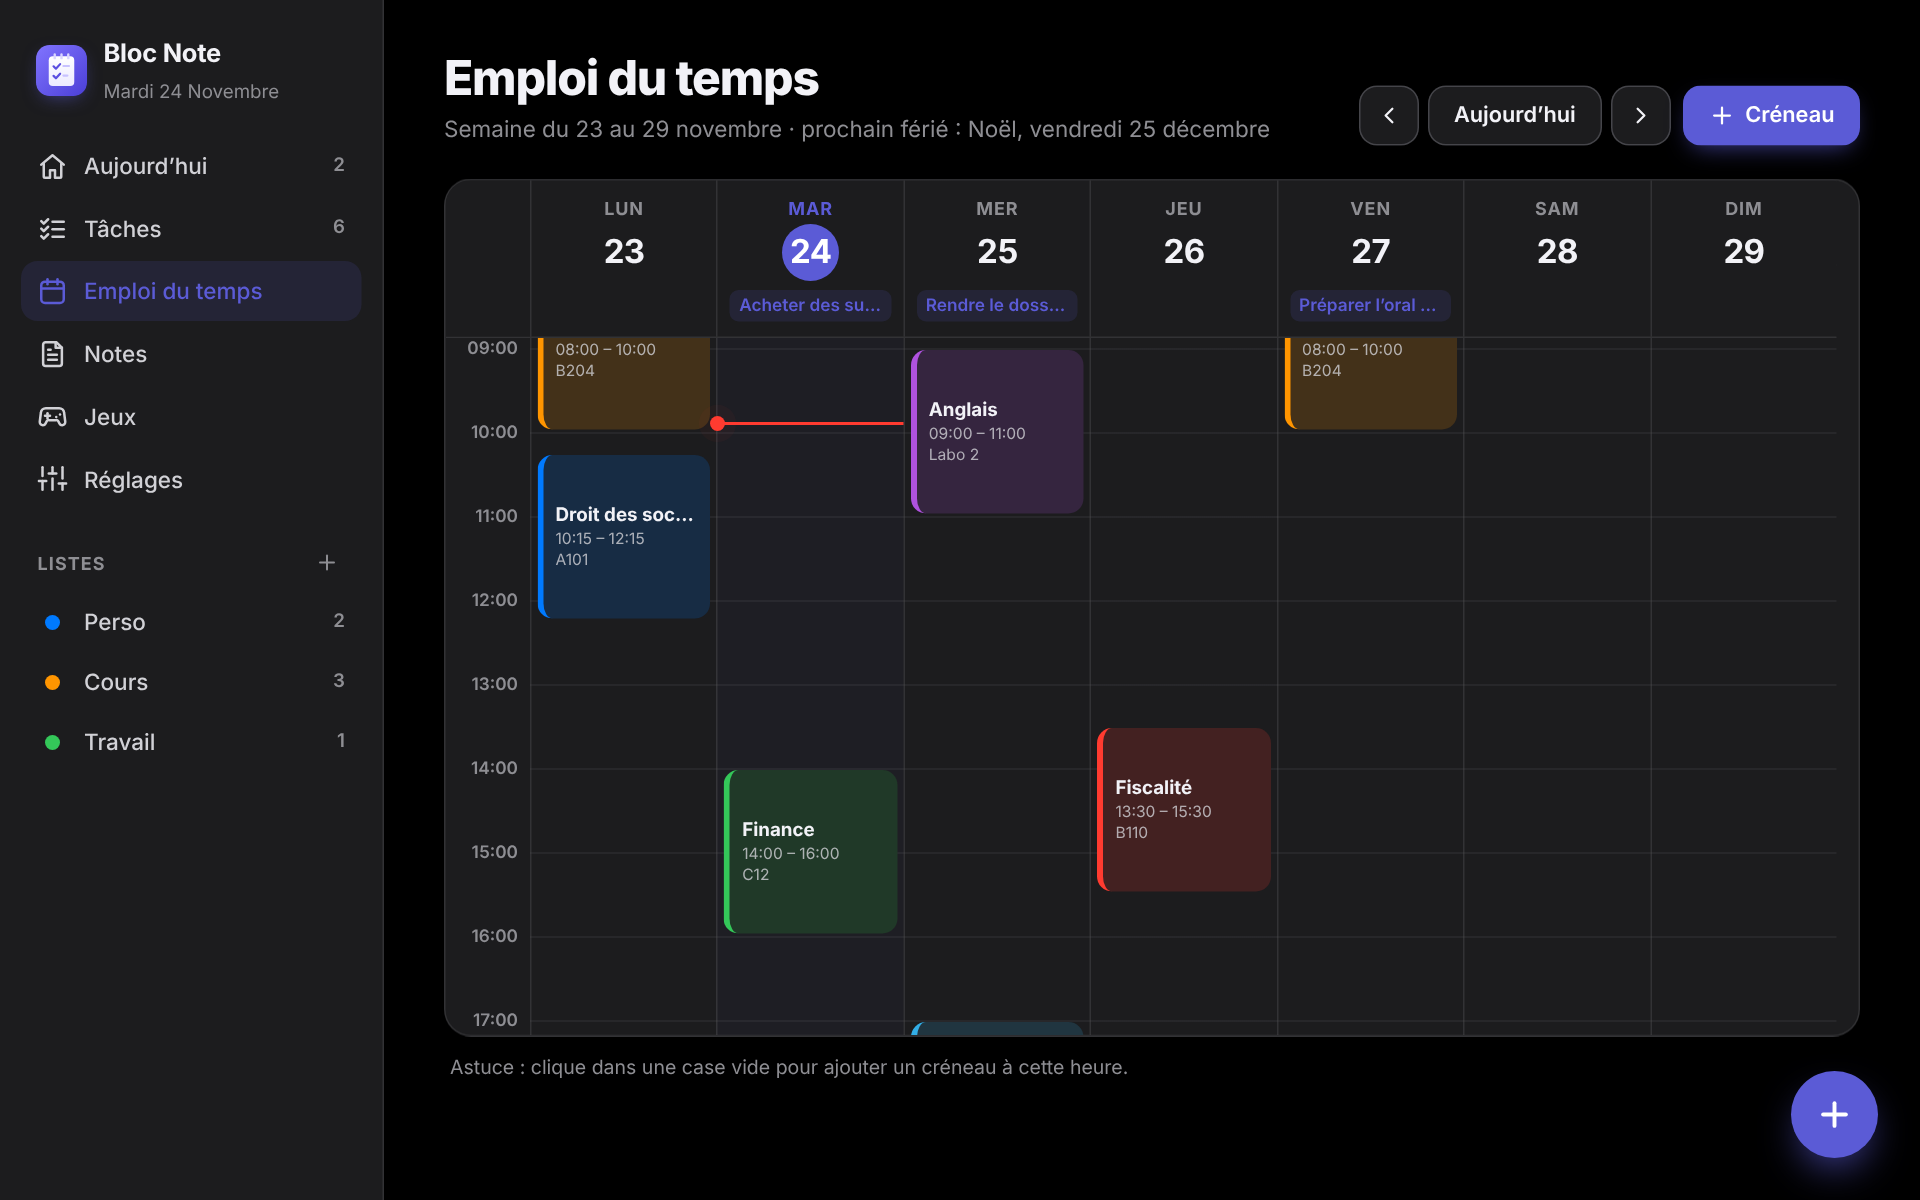 Bloc Note
Mardi 24 Novembre
Aujourd’hui 2
Tâches 6
Emploi du temps
Notes
Jeux
Réglages
LISTES
Perso 2
Cours 3
Travail 1
Emploi du temps
Semaine du 23 au 29 novembre · prochain férié : Noël, vendredi 25 décembre
Aujourd’hui
Créneau
LUN
23
MAR
24
MER
25
JEU
26
VEN
27
SAM
28
DIM
29
Acheter des su…
Rendre le doss…
Préparer l’oral …
09:00
10:00
11:00
12:00
13:00
14:00
15:00
16:00
17:00
08:00 – 10:00
B204
Droit des soc…
10:15 – 12:15
A101
Finance
14:00 – 16:00
C12
Anglais
09:00 – 11:00
Labo 2
Fiscalité
13:30 – 15:30
B110
08:00 – 10:00
B204
Astuce : clique dans une case vide pour ajouter un créneau à cette heure.